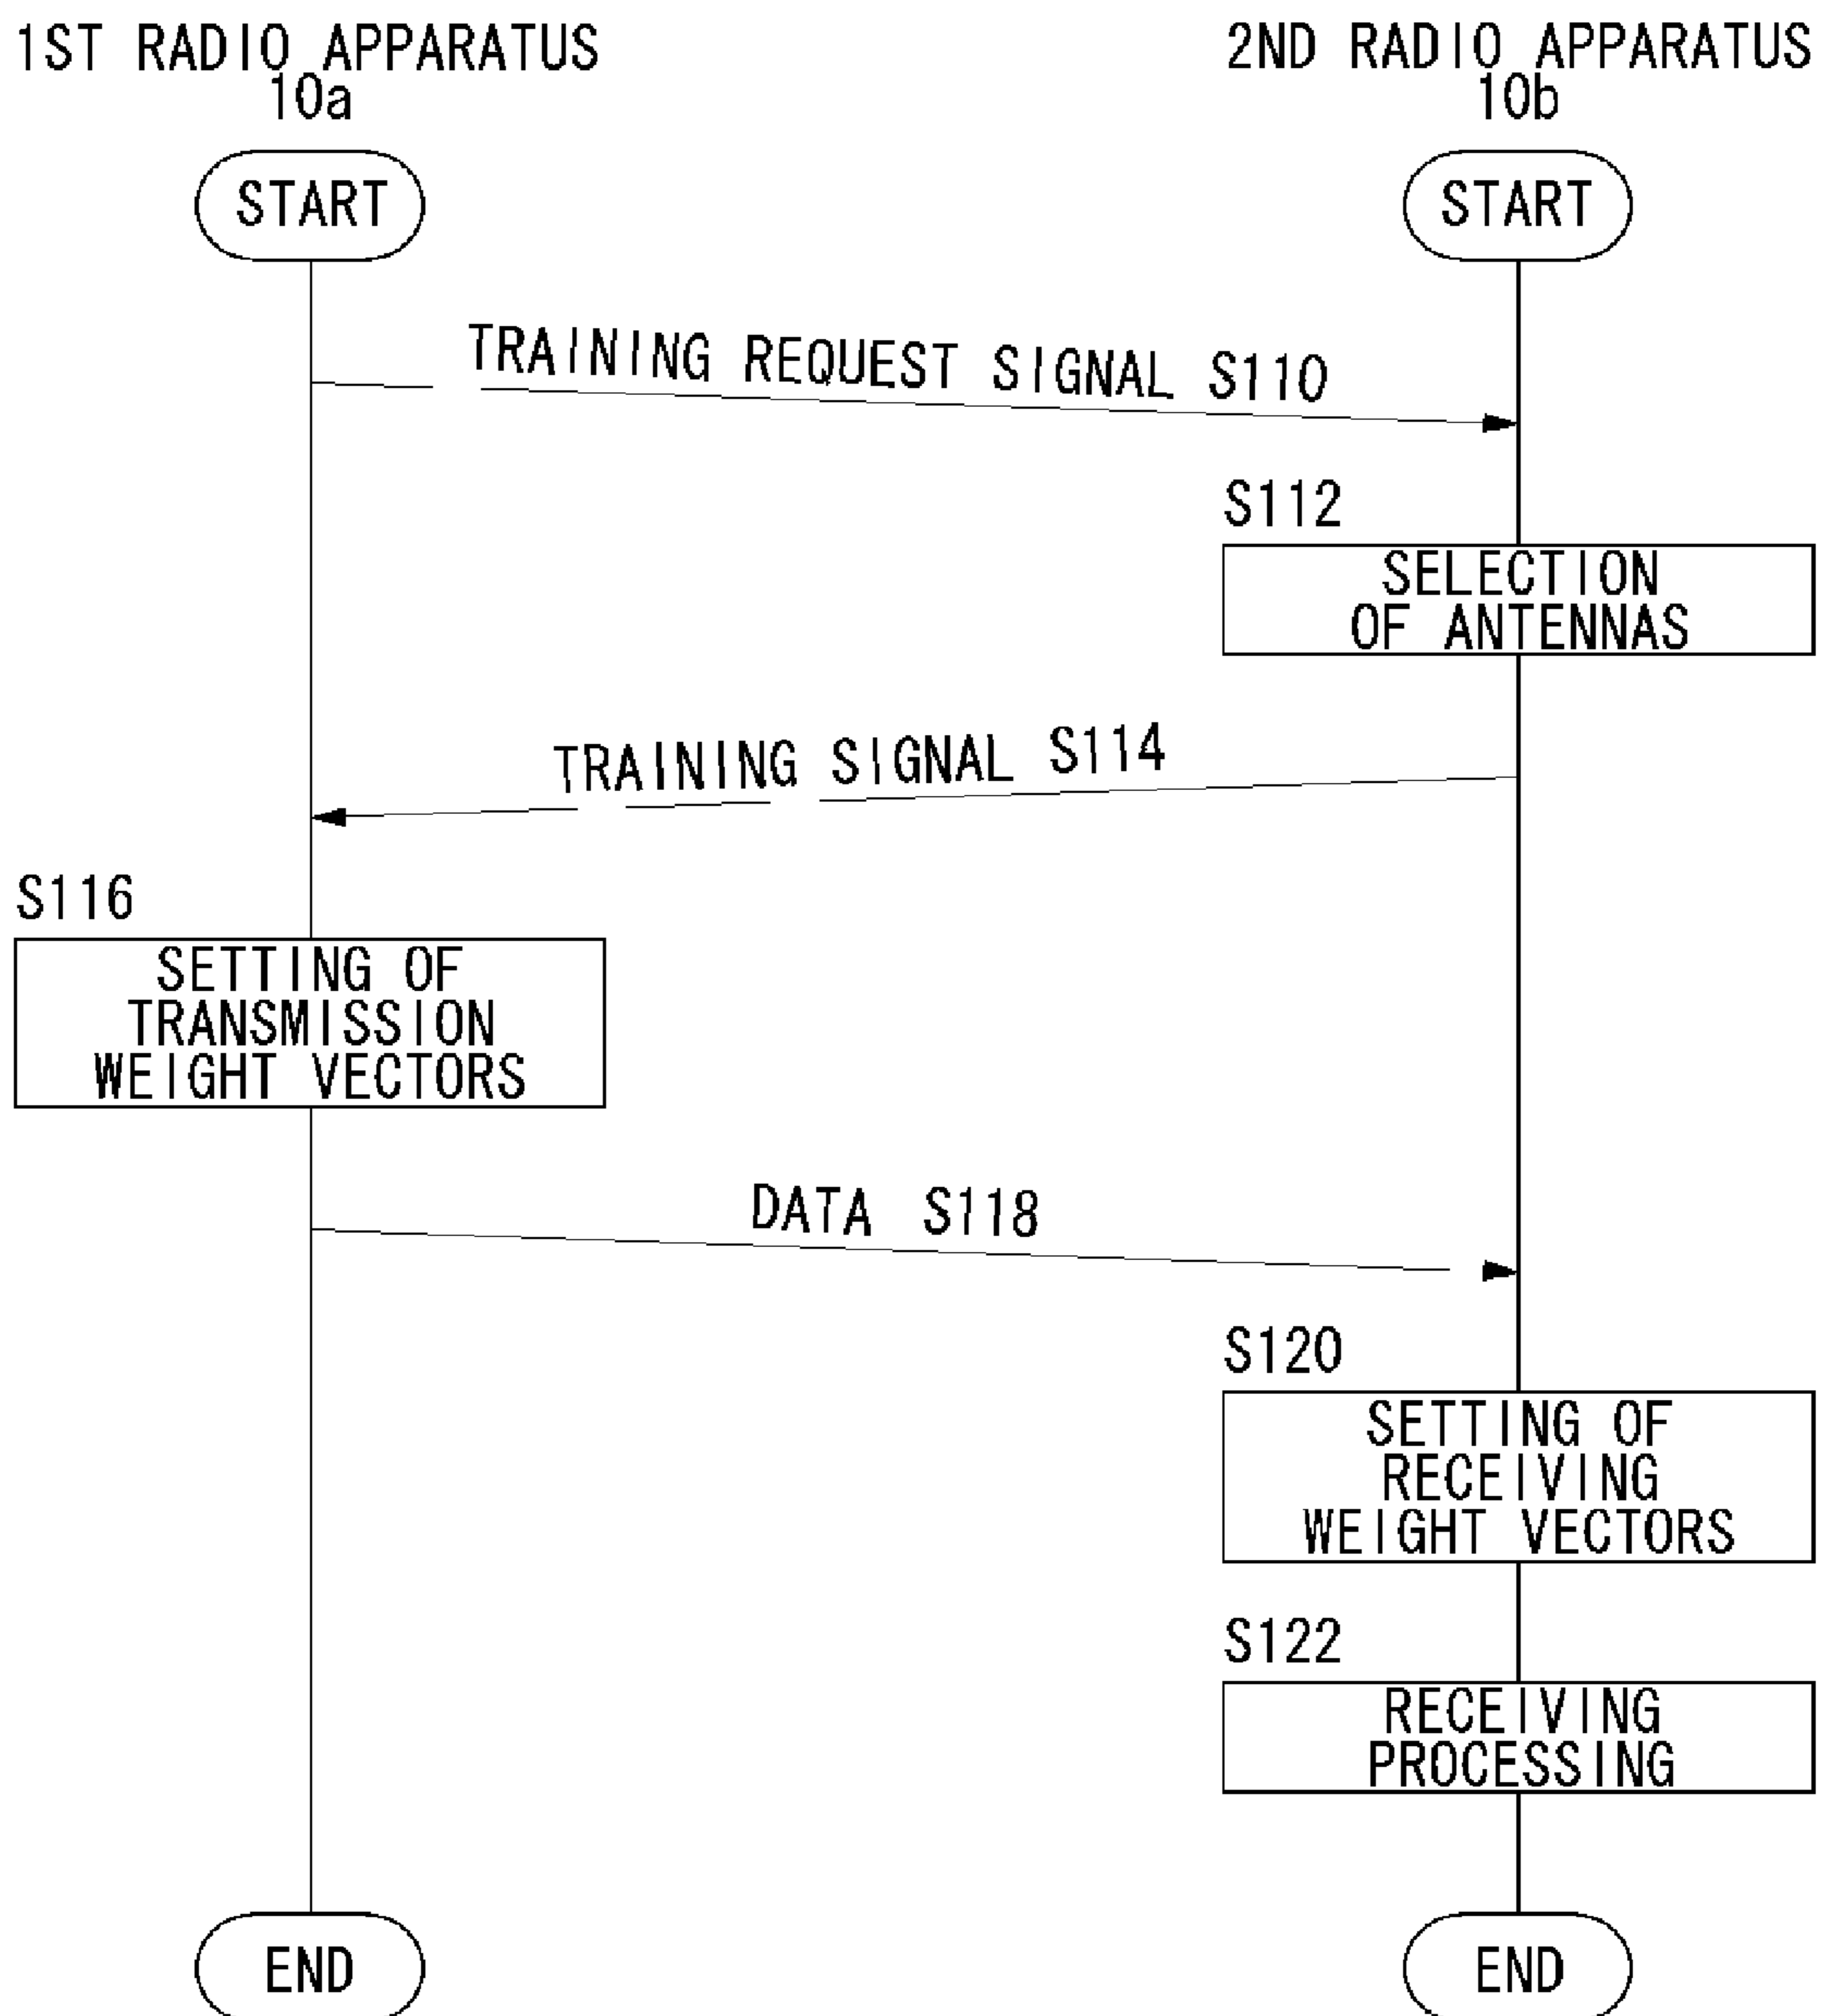 1ST RADIO APPARATUS
10a
2ND RADIO APPARATUS
10b
START
START
TRAINING REQUEST SIGNAL S110
S112
SELECTION
OF ANTENNAS
TRAINING SIGNAL S114
S116
SETTING OF
TRANSMISSION
WEIGHT VECTORS
DATA S118
S120
SETTING OF
RECEIVING
WEIGHT VECTORS
S122
RECEIVING
PROCESSING
END
END